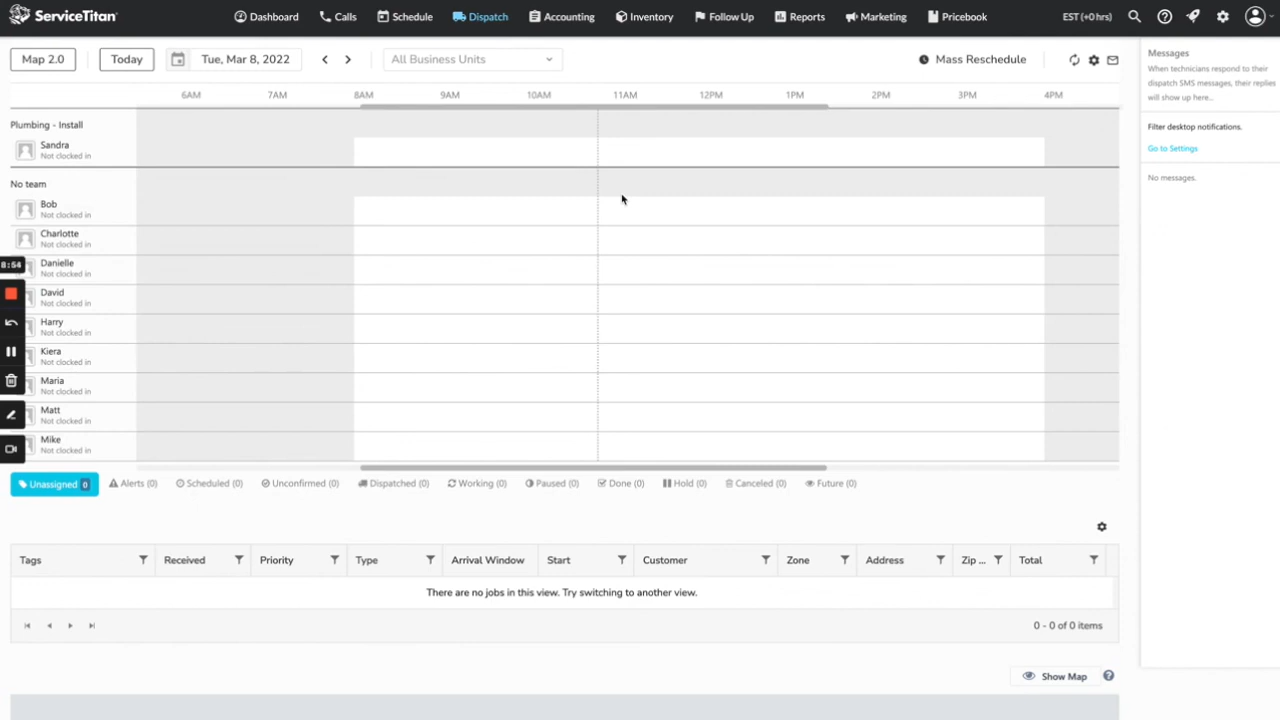 ServiceTitan Dashboard Calls Schedule Dispatch Accounting Inventory Follow Up Reports Marketing Pricebook EST (+0 hrs)
Map 2.0 Today Tue, Mar 8, 2022 All Business Units Mass Reschedule
6AM 7AM 8AM 9AM 10AM 11AM 12PM 1PM 2PM 3PM 4PM
Plumbing - Install
Sandra
Not clocked in
No team
Bob
Not clocked in
Charlotte
Not clocked in
8:54
Danielle
Not clocked in
David
Not clocked in
Harry
Not clocked in
Kiera
Not clocked in
Maria
Not clocked in
Matt
Not clocked in
Mike
Not clocked in
Messages
When technicians respond to their
dispatch SMS messages, their replies
will show up here...
Filter desktop notifications.
Go to Settings
No messages.
Unassigned 0 Alerts (0) Scheduled (0) Unconfirmed (0) Dispatched (0) Working (0) Paused (0) Done (0) Hold (0) Canceled (0) Future (0)
Tags Received Priority Type Arrival Window Start Customer Zone Address Zip ... Total
There are no jobs in this view. Try switching to another view.
0 - 0 of 0 items
Show Map